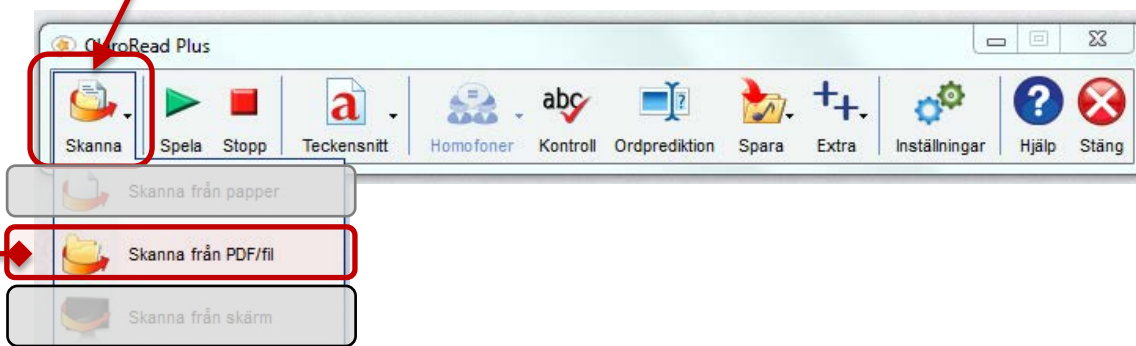 ClaroRead Plus
Skanna Spela Stopp Teckensnitt Homofoner Kontroll Ordprediktion Spara Extra Inställningar Hjälp Stäng
a abc ? ?
Skanna från papper
Skanna från PDF/fil
Skanna från skärm